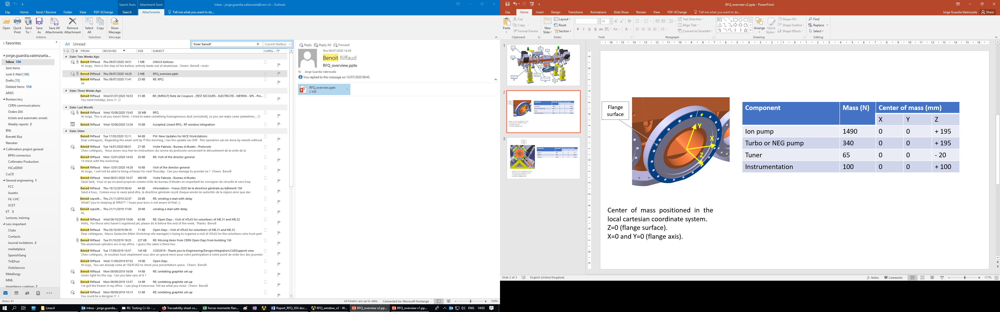 Search Tools
Attachment Tools
Inbox - jorge.guardia.valenzuela@cern.ch - Outlook
File Home Send / Receive Folder View PDF-XChange Search Attachments Tell me what you want to do...
Open Quick Print Send To Save As Save All Attachments Remove Attachment Select All Copy Show Message
Actions Selection Message
Favorites
jorge.guardia.valenzuela...
Inbox 186
Sent Items
Junk E-Mail [188]
Drafts [73]
Deleted Items 154
ARIES
Bureaucracy
CERN communications
Orders DAI
tickets and automatic emails
Weekly reports 2
BNL
Brevetti Bizz
Nanoker
Collimation project general
BPM connectors
Collimator Production
HiColDEM
CuCD
General engineering 1
FCC
Auxetic
HL-LHC
XCET
KT 3
Lectures, training
Less important
Clubs
Contacts
Journal invitations 2
marketplace
SpanishGang
THEPort
VisitsService
Metallurgy
MML
Impedance-coatings 2
Items: 41
All Unread
from:"benoit"
Current Mailbox
FROM RECEIVED SIZE SUBJECT CATEG...
Date: Two Weeks Ago
Benoit Riffaud Thu 09/07/2020 14:51 1 MB LINAC4 bellows
Hi Jorge, Here is the step of the bellow, entirely made out of aluminium. Cheers Benoît <end>
Benoit Riffaud Thu 09/07/2020 14:29 2 MB RFQ_overview.pptx
Benoit Riffaud Thu 09/07/2020 11:41 23 KB RE: RFQ
ok
Date: Three Weeks Ago
Benoit Riffaud Wed 01/07/2020 16:53 31 KB RE: [IMPACT] Note de Coupure - [TEST SECOURS - ELECTRICITE - MEYRIN - SPS - Pre...
You need holidays, boss !!! ☺
Date: Last Month
Benoit Riffaud Wed 10/06/2020 15:43 38 MB RFQ
Hi Jorge, This is all you need I think. I tried to make something homogeneous (but consistent), so you can make some symmetries... ☺
Benoit Riffaud Wed 10/06/2020 12:34 10 KB Accepted: Linac4 RFQ - RF window integration
Date: Older
Benoit Riffaud Tue 17/03/2020 12:11 94 KB FW: New Updates for NICE Workstations
Dear colleagues, Regarding the email sent by IT this morning, I ran the update via CMF. This operation can be done by remote without
Benoit Riffaud Tue 14/01/2020 08:51 27 KB Visite Fabiola - Bureau d'études - Protocole
Chers collègues, Nous avons reçu hier les instructions du service du protocole concernant le déroulement de la visite de la
Benoit Riffaud Mon 13/01/2020 14:55 20 KB RE: Visit of the director general
I'll check with the workshop
Benoit Riffaud Mon 13/01/2020 14:29 16 KB Visit of the director general
Hi Jorge, I will not be able to bring a freezer for next Thursday. Can you manage to provide ice ? Cheers Benoît
Benoit Riffaud Wed 08/01/2020 10:37 460 KB Visite Fabiola - Bureau d'études
Salut Saïd, Voici ce qu'on peut proposer comme visite du bureau d'études en respectant les consignes de sécurité et sans trop
Benoit Riffaud Thu 19/12/2019 08:43 44 KB Information - Voeux 2020 de la directrice générale au bâtiment 156
Salut à tous, Comme vous le savez peut-être, la directrice générale reçoit chaque année les autorités de la région ainsi que des
Benoit Lepoitt... Thu 21/11/2019 22:57 28 KB RE: sending e-mail with delay
What!? you're sleeping at 5PM!!?? I hope your boss is not aware of that ;-)
Benoit Lepoitt... Thu 21/11/2019 17:00 28 KB sending e-mail with delay
Hi,
Benoit Riffaud Wed 09/10/2019 10:06 63 KB RE: Open Days - Visit of ATLAS for volunteers of ME.31 and ME.32
Hello, For those who haven't registered yet, please do it before the end of the week. Thanks Benoît
Benoit Riffaud Thu 03/10/2019 09:10 71 KB Open Days - Visit of ATLAS for volunteers of ME.31 and ME.32
Dear colleagues, Marco Garlasche (Main Workshop site manager) is trying to organize a visit of ATLAS for the volunteers who took part
Benoit Riffaud Tue 01/10/2019 19:25 227 KB RE: Missing items from CERN Open Days from building 156
The aluminium cylinders are in my office. I guess the cable is there too.
Benoit Riffaud Tue 17/09/2019 15:57 145 KB COD2019 - Thank you to Engineering/Design/Integration/CADSupport crew
Chers collègues, Je voudrais tout simplement vous dire un grand merci pour votre participation à notre point de visite lors des journées
Benoit Riffaud Wed 11/09/2019 07:52 19 KB Open Days
Hi Guys, You can already come at 156/R-002 to check your presentation space. Cheers Benoît
Benoit Riffaud Mon 09/09/2019 16:09 14 KB RE: Levitating graphite set-up
Green light for the cup. Can you take care of it ?
Benoit Riffaud Mon 09/09/2019 12:57 14 KB RE: Levitating graphite set-up
I've got the freezer in my office. I can plug it tomorrow. Tell me what you need. Cheers Benoît
Benoit Riffaud Mon 09/09/2019 10:13 12 KB RE: Levitating graphite set-up
You could be a designer !!! J
Reply Reply All Forward
Thu 09/07/2020 14:29
Benoit Riffaud
RFQ_overview.pptx
To Jorge Guardia Valenzuela
You replied to this message on 13/07/2020 09:45.
RFQ_overview.pptx
2 MB
All folders are up to date. Connected to: Microsoft Exchange 100%
RFQ_overview v2.pptx - PowerPoint
File Home Insert Design Transitions Animations Slide Show Review View PDF-XChange Tell me what you want to do... Jorge Guardia Valenzuela Share
Paste Cut Copy Format Painter New Slide Layout Reset Section 14 Text Direction Align Text Convert to SmartArt Arrange Quick Styles Shape Fill Shape Outline Shape Effects Find Replace Select
Clipboard Slides Font Paragraph Drawing Editing
1
2
3
Flange
surface
Y
X
Z
Component Mass (N) Center of mass (mm)
X Y Z
Ion pump 1490 0 0 + 195
Turbo or NEG pump 340 0 0 + 195
Tuner 65 0 0 - 20
Instrumentation 100 0 0 + 100
Center of mass positioned in the
local cartesian coordinate system.
Z=0 (flange surface).
X=0 and Y=0 (flange axis).
Slide 2 of 3 English (United Kingdom) Notes Comments 117%
Linac4 Inbox - jorge.guardia... RE: Testing Cr-Gr - ... Traceability sheet co... forces moments flan... Report_RFQ_JGV.doc... RFQ_window_v2 - W... RFQ_overview v2.pp... RFQ_overview v1.pp... ENG 14:03